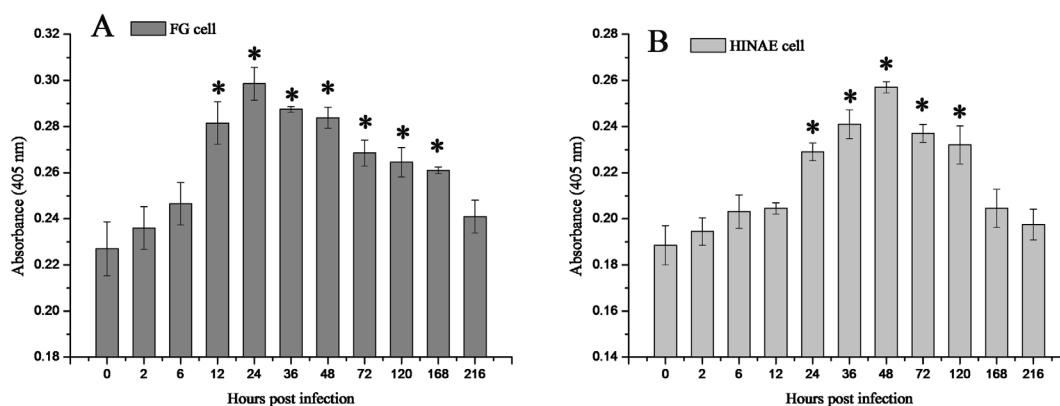 A
FG cell
Absorbance (405 nm)
0.32
0.30
0.28
0.26
0.24
0.22
0.20
0.18
* * * * * * *
0 2 6 12 24 36 48 72 120 168 216
Hours post infection
B
HINAE cell
Absorbance (405 nm)
0.28
0.26
0.24
0.22
0.20
0.18
0.16
0.14
* * * * *
0 2 6 12 24 36 48 72 120 168 216
Hours post infection